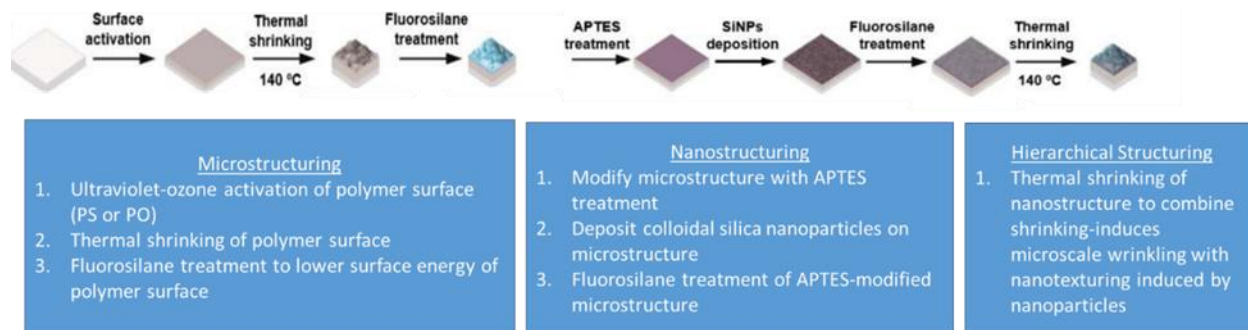 Surface
activation
Thermal
shrinking
140 ºC
Fluorosilane
treatment
APTES
treatment
SiNPs
deposition
Fluorosilane
treatment
Thermal
shrinking
140 ºC
Microstructuring
1. Ultraviolet-ozone activation of polymer surface
(PS or PO)
2. Thermal shrinking of polymer surface
3. Fluorosilane treatment to lower surface energy of
polymer surface
Nanostructuring
1. Modify microstructure with APTES
treatment
2. Deposit colloidal silica nanoparticles on
microstructure
3. Fluorosilane treatment of APTES-modified
microstructure
Hierarchical Structuring
1. Thermal shrinking of
nanostructure to combine
shrinking-induces
microscale wrinkling with
nanotexturing induced by
nanoparticles